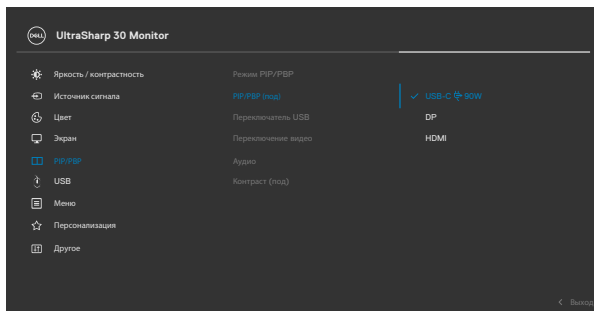 DELL
UltraSharp 30 Monitor
Яркость / контрастность
Источник сигнала
Цвет
Экран
PIP/PBP
USB
Меню
Персонализация
Другое
Режим PIP/PBP
PIP/PBP (под)
Переключатель USB
Переключение видео
Аудио
Контраст (под)
USB-C 90W
DP
HDMI
Выход